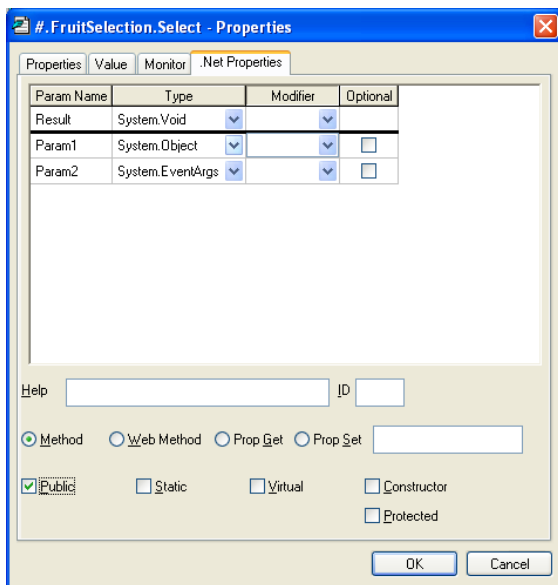 #.FruitSelection.Select - Properties
Properties Value Monitor .Net Properties
Param Name Type Modifier Optional
Result System.Void
Param1 System.Object
Param2 System.EventArgs
Help ID
Method Web Method Prop Get Prop Set
Public Static Virtual Constructor
Protected
OK Cancel